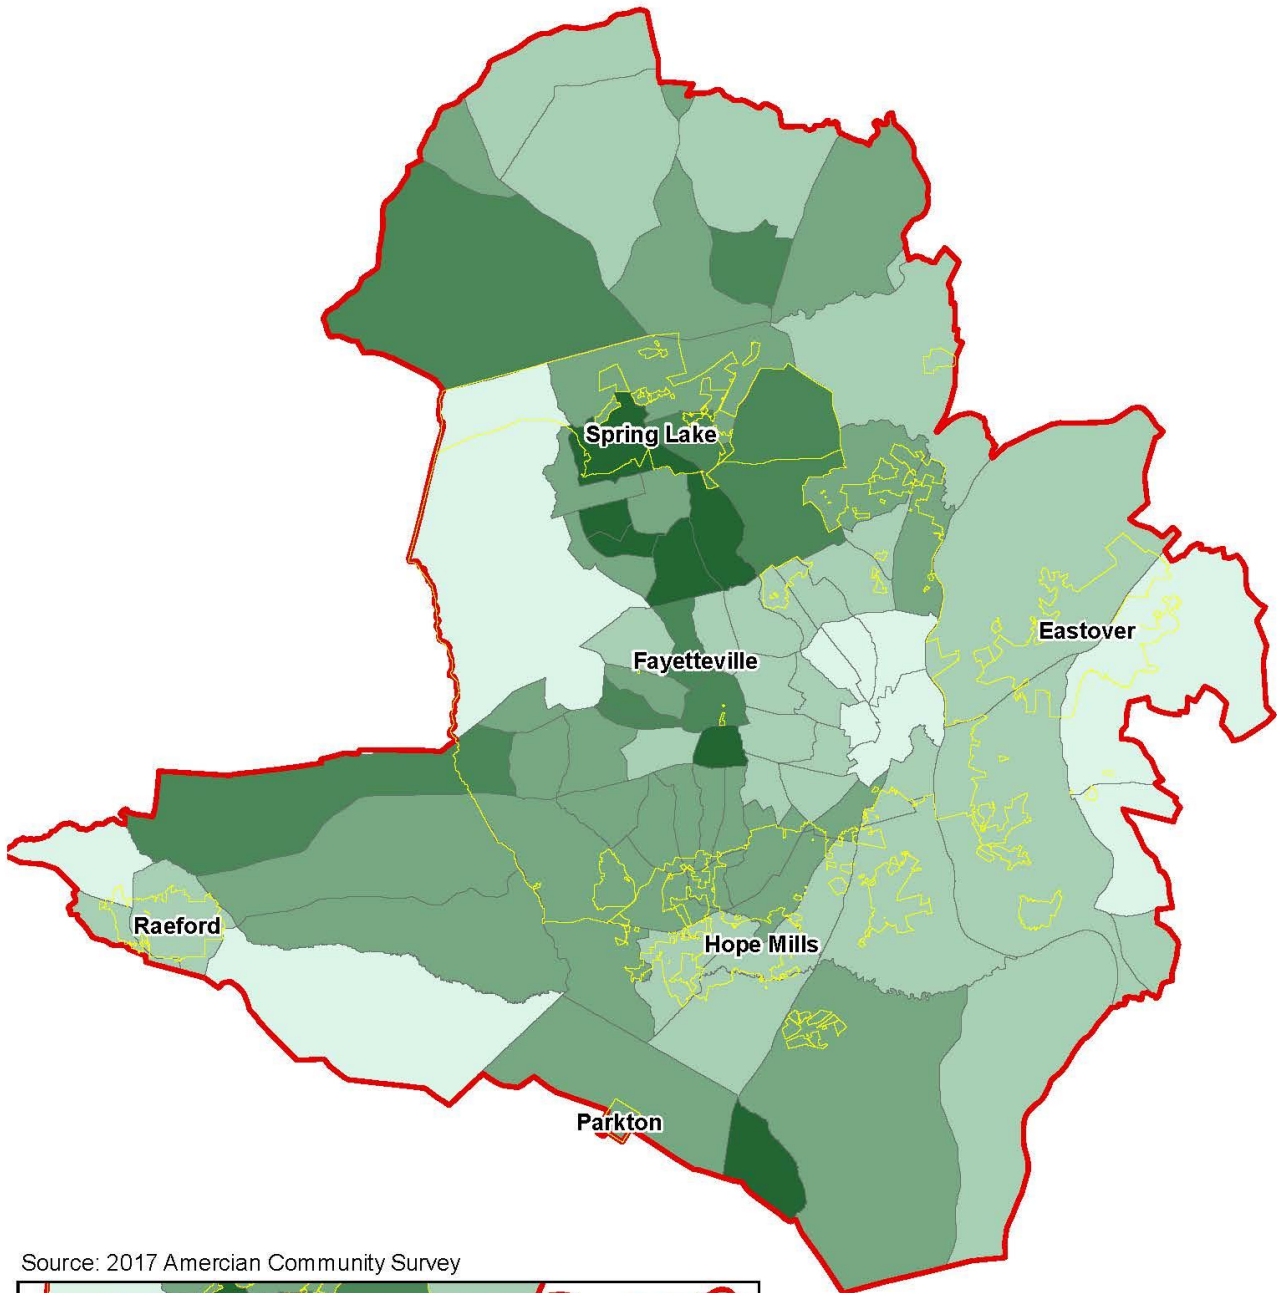 Spring Lake
Eastover
Fayetteville
Raeford
Hope Mills
Parkton
Source: 2017 Amercian Community Survey